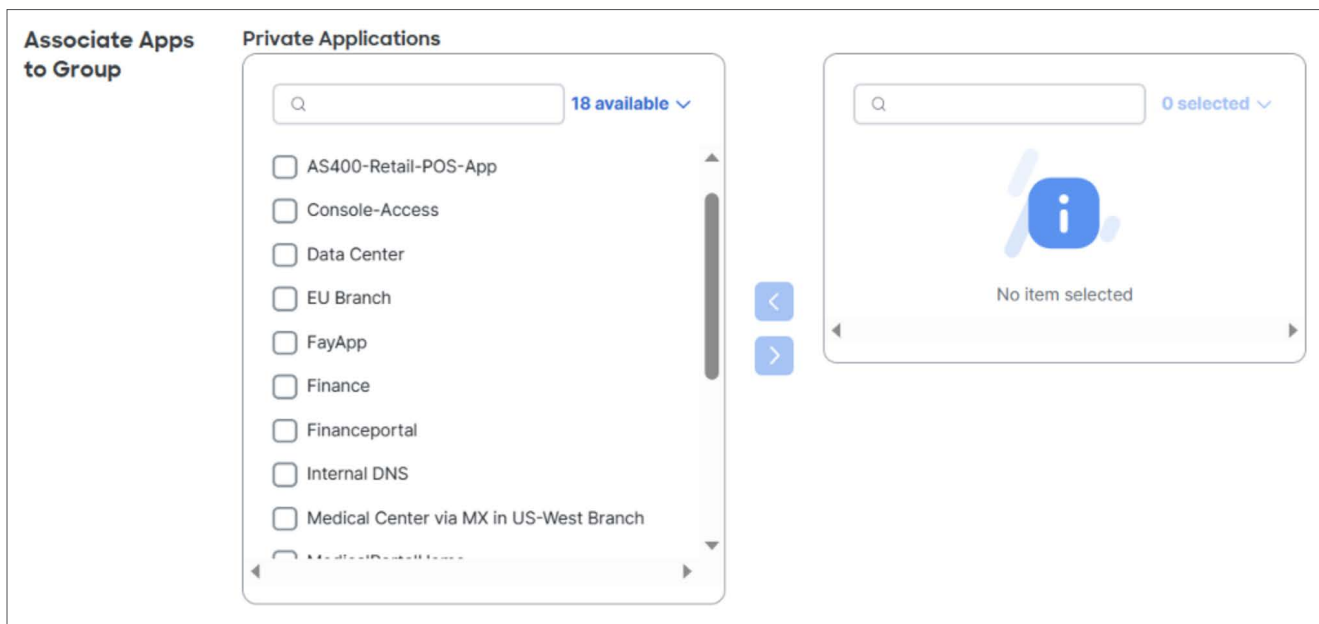 Associate Apps
to Group
Private Applications
18 available
AS400-Retail-POS-App
Console-Access
Data Center
EU Branch
FayApp
Finance
Financeportal
Internal DNS
Medical Center via MX in US-West Branch
0 selected
No item selected